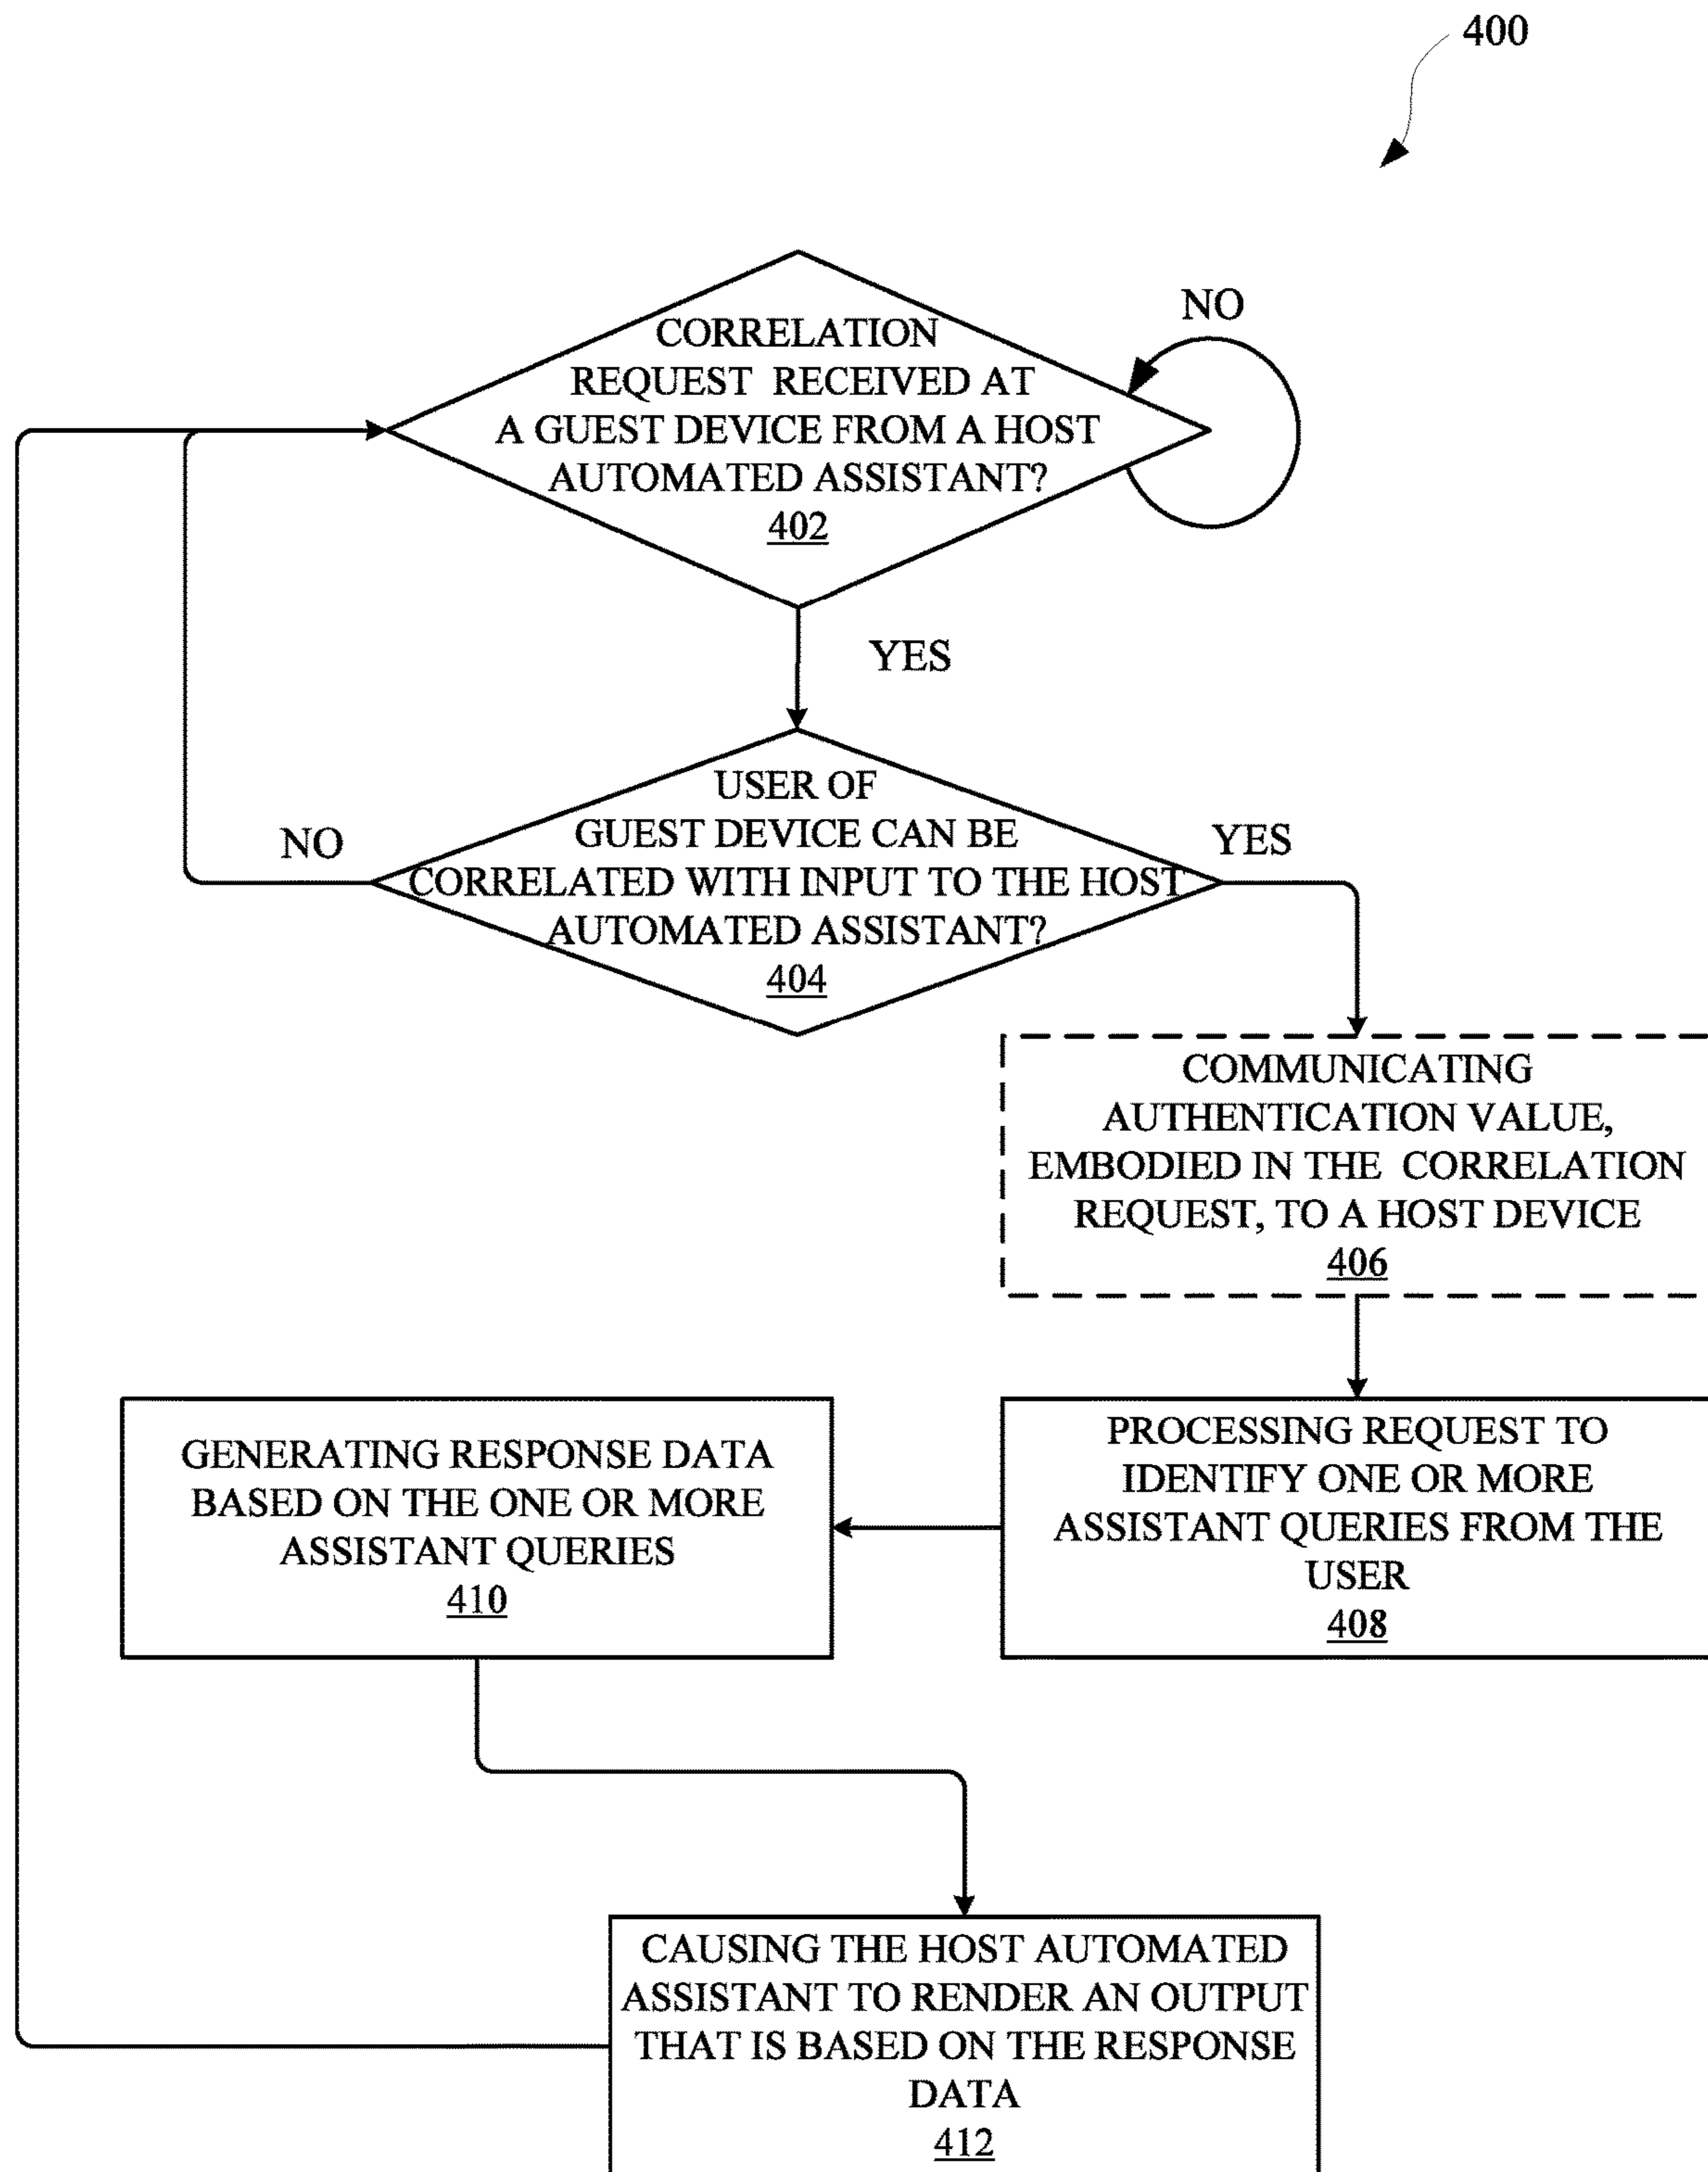 400
NO
CORRELATION
REQUEST RECEIVED AT
A GUEST DEVICE FROM A HOST
AUTOMATED ASSISTANT?
402
YES
USER OF
GUEST DEVICE CAN BE
CORRELATED WITH INPUT TO THE HOST
AUTOMATED ASSISTANT?
404
NO
YES
COMMUNICATING
AUTHENTICATION VALUE,
EMBODIED IN THE CORRELATION
REQUEST, TO A HOST DEVICE
406
PROCESSING REQUEST TO
IDENTIFY ONE OR MORE
ASSISTANT QUERIES FROM THE
USER
408
GENERATING RESPONSE DATA
BASED ON THE ONE OR MORE
ASSISTANT QUERIES
410
CAUSING THE HOST AUTOMATED
ASSISTANT TO RENDER AN OUTPUT
THAT IS BASED ON THE RESPONSE
DATA
412